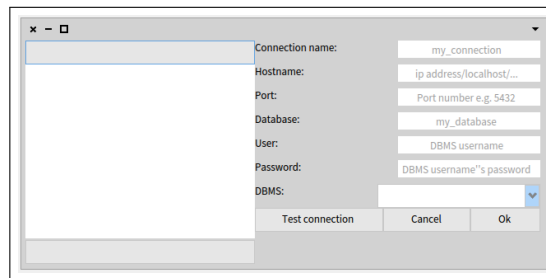 Connection name: my_connection
Hostname: ip address/localhost/...
Port: Port number e.g. 5432
Database: my_database
User: DBMS username
Password: DBMS username"s password
DBMS:
Test connection Cancel Ok